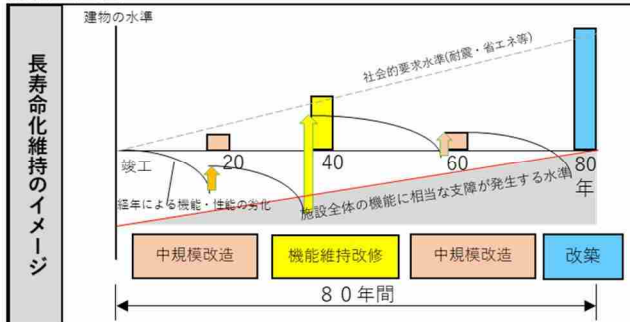 長寿命化維持のイメージ
建物の水準
社会的要求水準(耐震・省エネ等)
竣工
20
40
60
80
年
経年による機能・性能の劣化
施設全体の機能に相当な支障が発生する水準
中規模改造
機能維持改修
中規模改造
改築
80年間